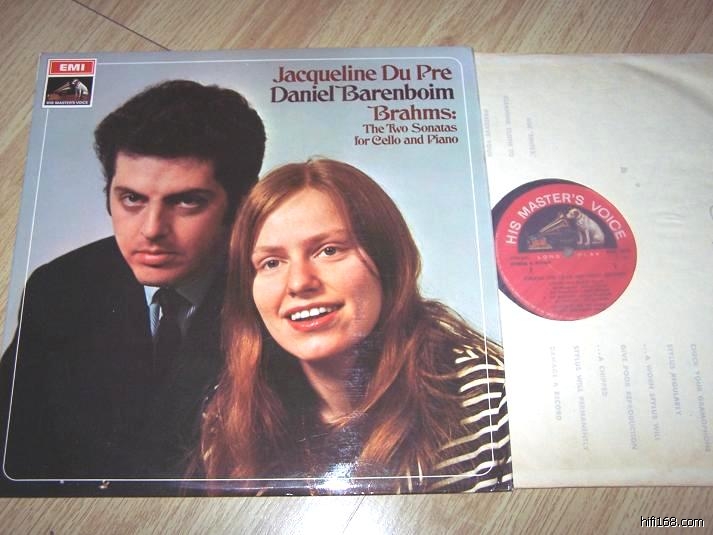 EMI
HIS MASTER'S VOICE
Jacqueline Du Pre
Daniel Barenboim
Brahms:
The Two Sonatas
for Cello and Piano
HIS MASTER'S VOICE
LONG PLAY
CHECK YOUR GRAMOPHONE
STYLUS REGULARLY
... A WORN STYLUS WILL
GIVE POOR REPRODUCTION
... A CHIPPED
STYLUS WILL PERMANENTLY
DAMAGE A RECORD
hifi168.com